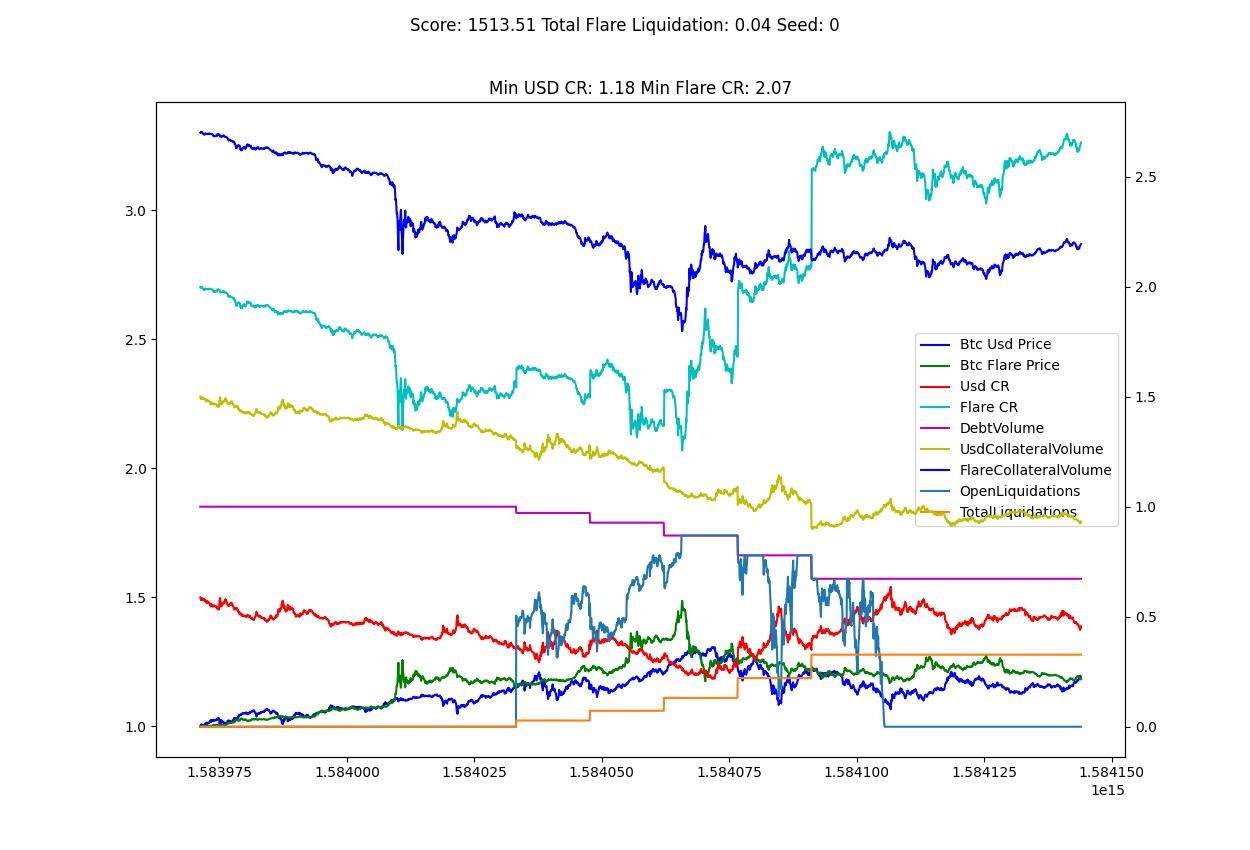 Score: 1513.51 Total Flare Liquidation: 0.04 Seed: 0
Min USD CR: 1.18 Min Flare CR: 2.07
3.0
2.5
2.0
1.5
1.0
2.5
2.0
1.5
1.0
0.5
0.0
Btc Usd Price
Btc Flare Price
Usd CR
Flare CR
DebtVolume
UsdCollateralVolume
FlareCollateralVolume
OpenLiquidations
TotalLiquidations
1.583975 1.584000 1.584025 1.584050 1.584075 1.584100 1.584125 1.584150
1e15